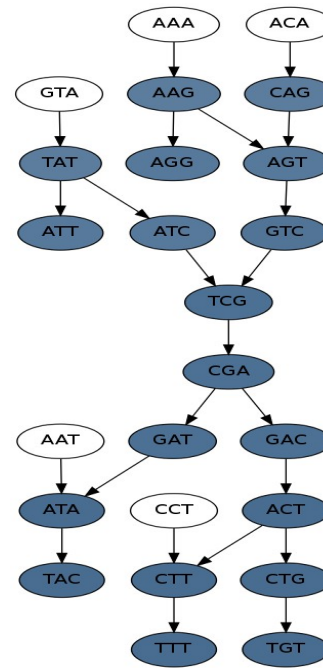 AAA ACA
GTA AAG CAG
TAT AGG AGT
ATT ATC GTC
TCG
CGA
AAT GAT GAC
ATA CCT ACT
TAC CTT CTG
TTT TGT